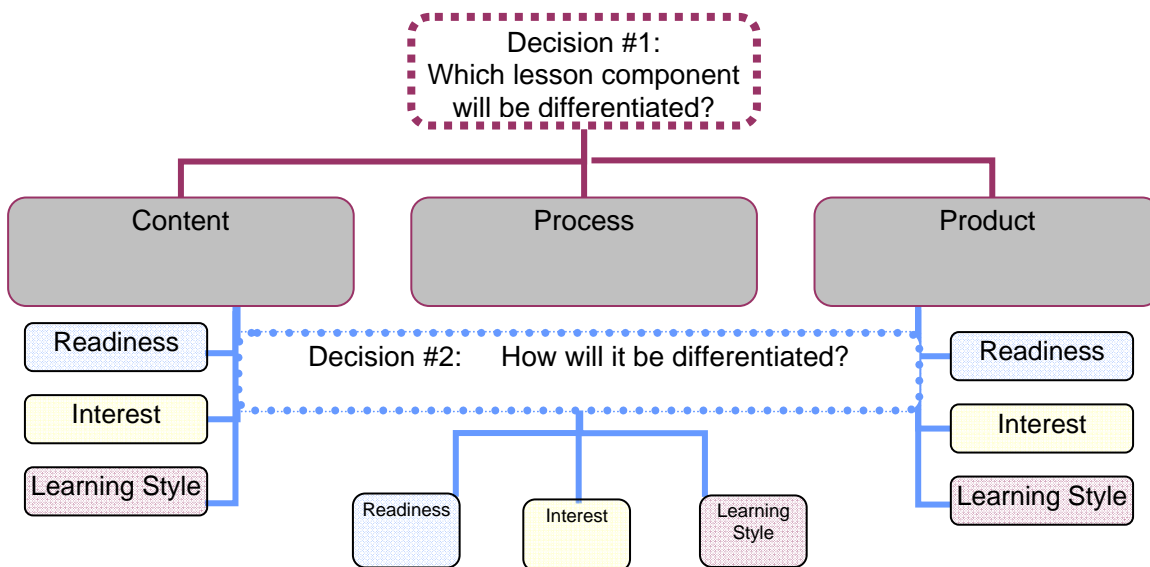 Decision #1:
Which lesson component
will be differentiated?
Content
Process
Product
Readiness
Interest
Learning Style
Decision #2: How will it be differentiated?
Readiness
Interest
Learning
Style
Readiness
Interest
Learning Style